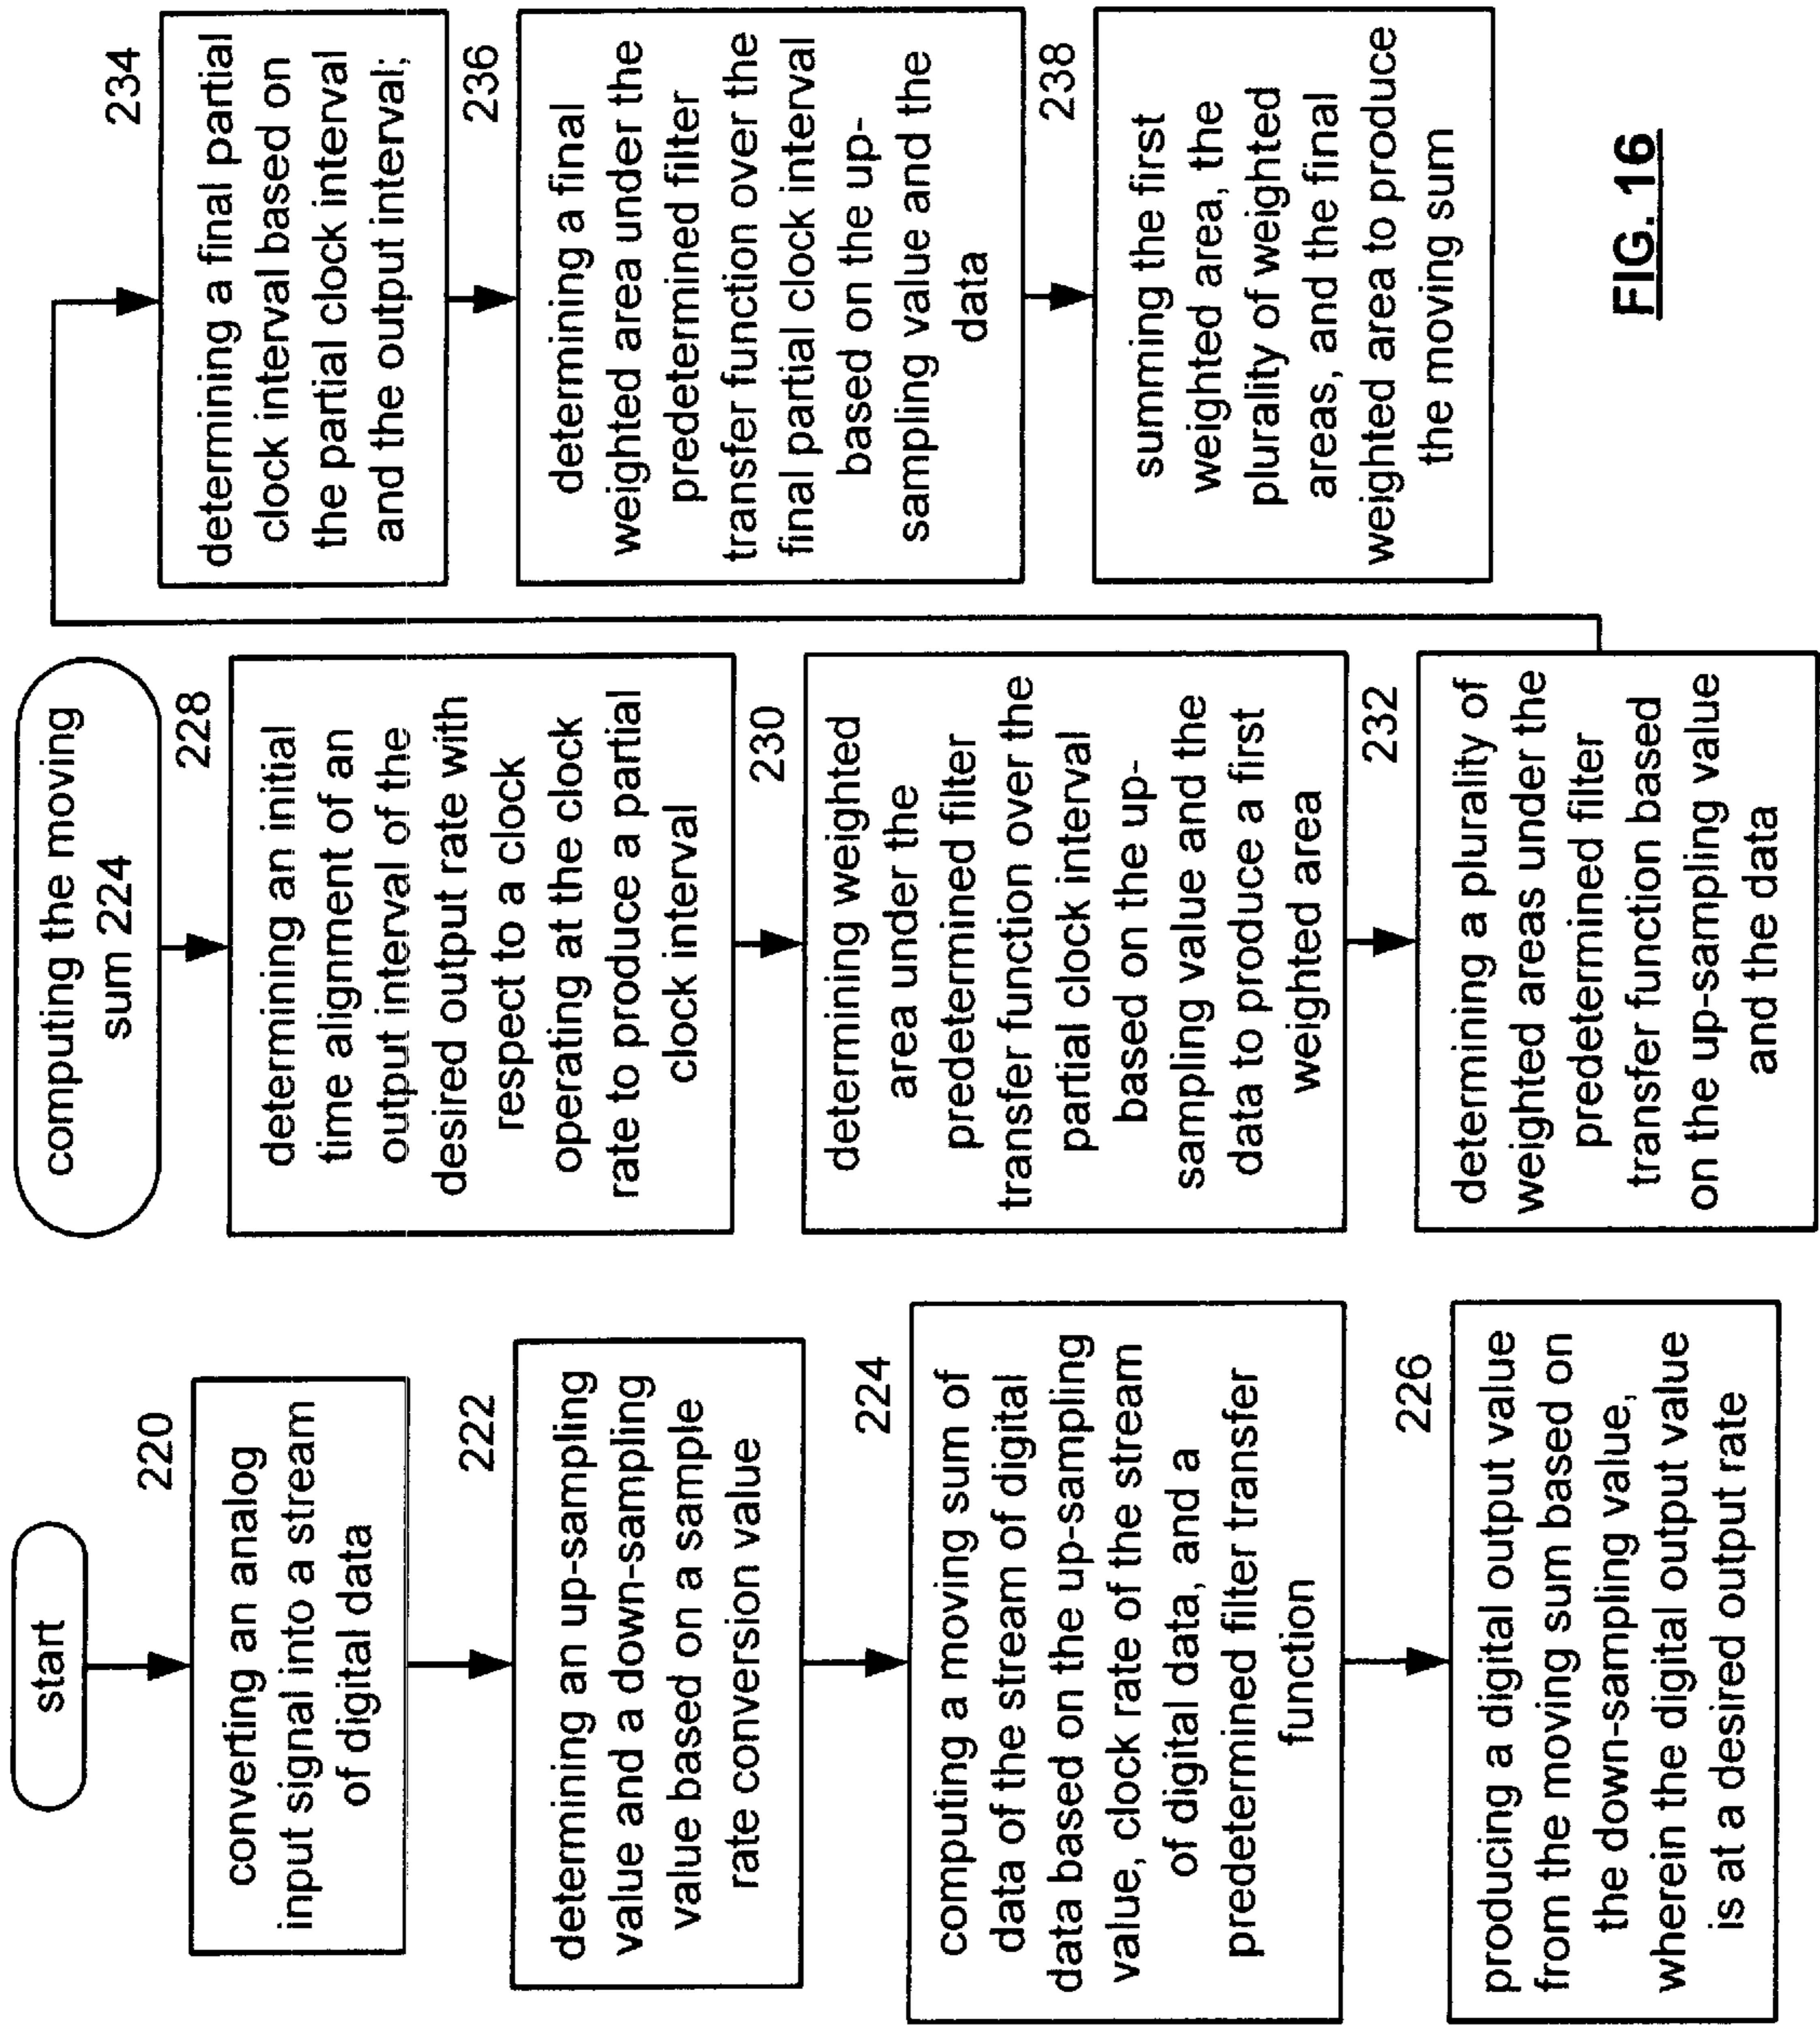 start
220
converting an analog
input signal into a stream
of digital data
222
determining an up-sampling
value and a down-sampling
value based on a sample
rate conversion value
224
computing a moving sum of
data of the stream of digital
data based on the up-sampling
value, clock rate of the stream
of digital data, and a
predetermined filter transfer
function
226
producing a digital output value
from the moving sum based on
the down-sampling value,
wherein the digital output value
is at a desired output rate
computing the moving
sum 224
228
determining an initial
time alignment of an
output interval of the
desired output rate with
respect to a clock
operating at the clock
rate to produce a partial
clock interval
230
determining weighted
area under the
predetermined filter
transfer function over the
partial clock interval
based on the up-
sampling value and the
data to produce a first
weighted area
232
determining a plurality of
weighted areas under the
predetermined filter
transfer function based
on the up-sampling value
and the data
234
determining a final partial
clock interval based on
the partial clock interval
and the output interval;
236
determining a final
weighted area under the
predetermined filter
transfer function over the
final partial clock interval
based on the up-
sampling value and the
data
238
summing the first
weighted area, the
plurality of weighted
areas, and the final
weighted area to produce
the moving sum
FIG. 16